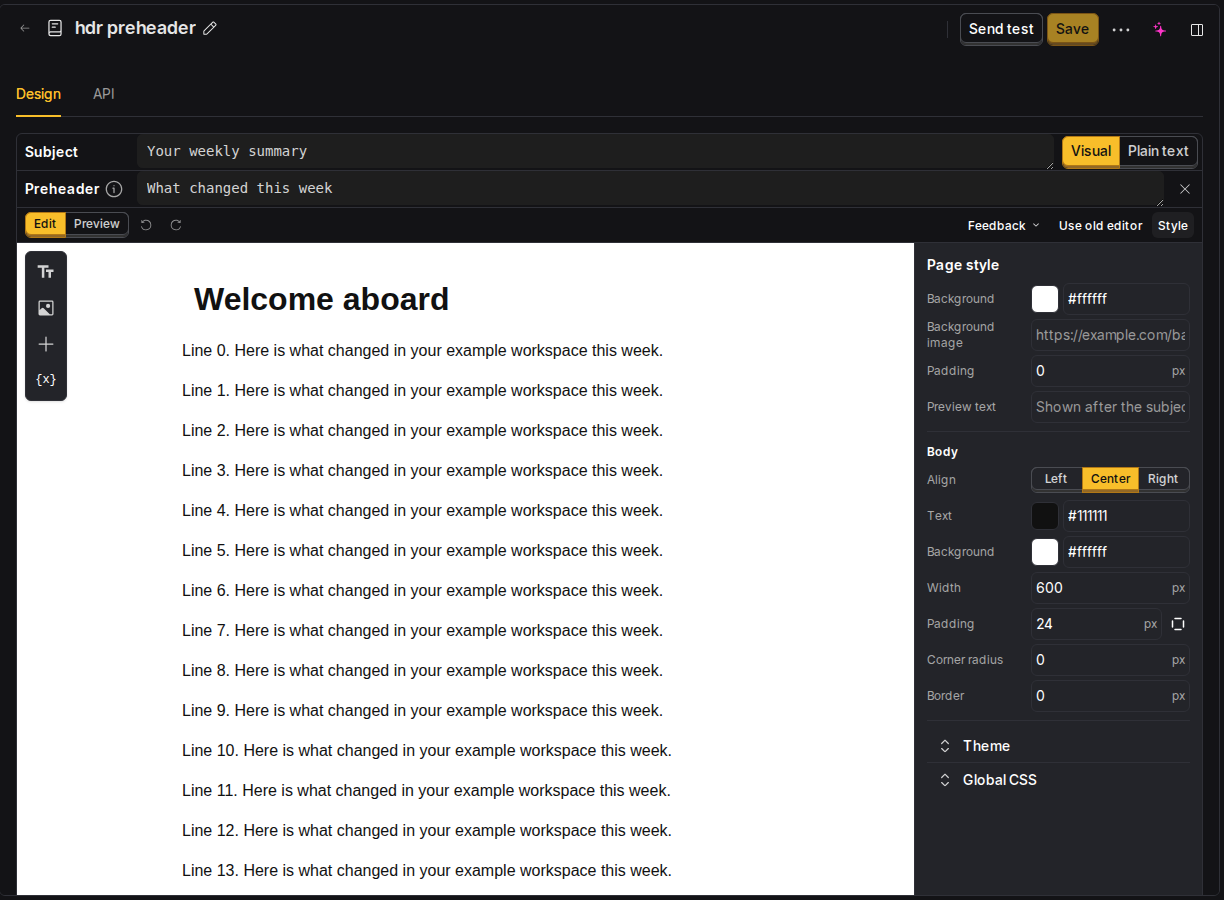 hdr preheader
Send test
Save
Design
API
Subject
Your weekly summary
Visual
Plain text
Preheader
What changed this week
Edit
Preview
Feedback
Use old editor
Style
Tт
{x}
Welcome aboard
Line 0. Here is what changed in your example workspace this week.
Line 1. Here is what changed in your example workspace this week.
Line 2. Here is what changed in your example workspace this week.
Line 3. Here is what changed in your example workspace this week.
Line 4. Here is what changed in your example workspace this week.
Line 5. Here is what changed in your example workspace this week.
Line 6. Here is what changed in your example workspace this week.
Line 7. Here is what changed in your example workspace this week.
Line 8. Here is what changed in your example workspace this week.
Line 9. Here is what changed in your example workspace this week.
Line 10. Here is what changed in your example workspace this week.
Line 11. Here is what changed in your example workspace this week.
Line 12. Here is what changed in your example workspace this week.
Line 13. Here is what changed in your example workspace this week.
Page style
Background
#ffffff
Background
image
https://example.com/ba
Padding
0 px
Preview text
Shown after the subjec
Body
Align
Left
Center
Right
Text
#111111
Background
#ffffff
Width
600 px
Padding
24 px
Corner radius
0 px
Border
0 px
Theme
Global CSS